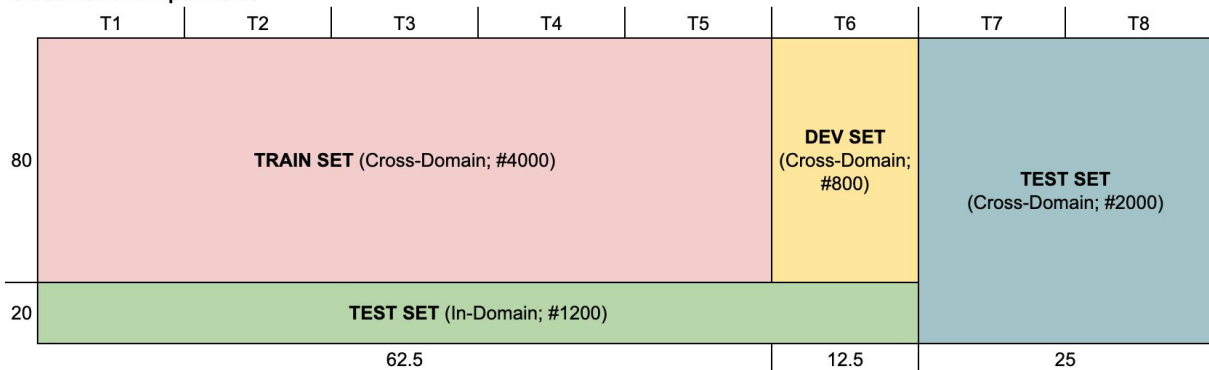 T1 T2 T3 T4 T5 T6 T7 T8
80
TRAIN SET (Cross-Domain; #4000)
DEV SET
(Cross-Domain;
#800)
TEST SET
(Cross-Domain; #2000)
20
TEST SET (In-Domain; #1200)
62.5 12.5 25